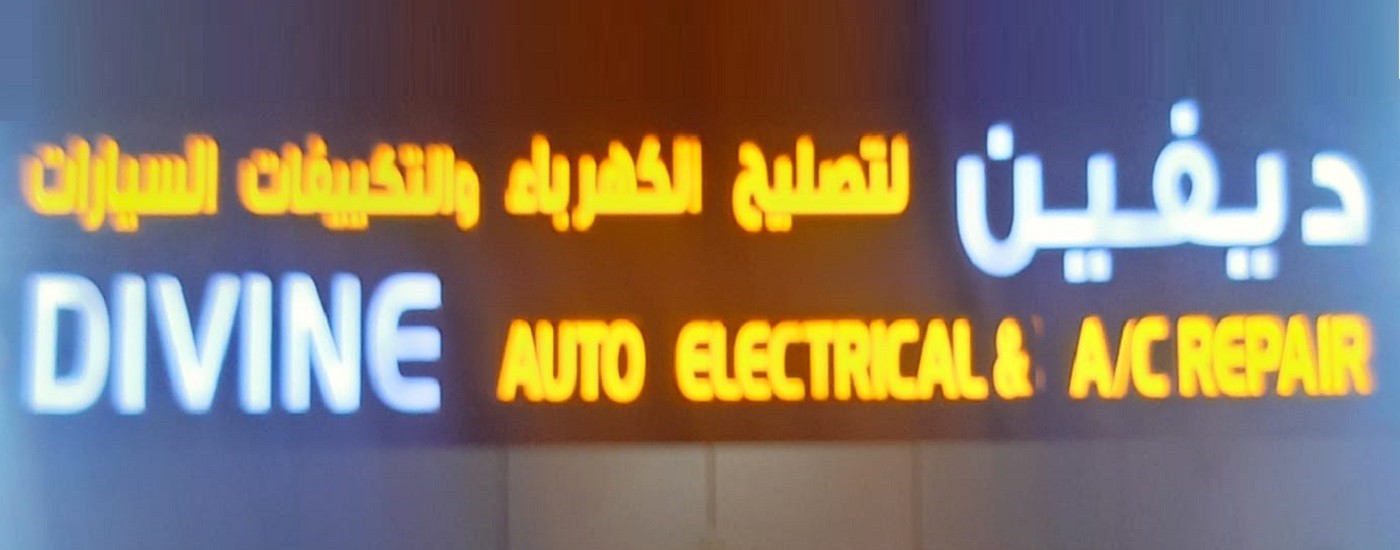 ديفين لتصليح الكهرباء والتكييفات السيارات
DIVINE AUTO ELECTRICAL & A/C REPAIR